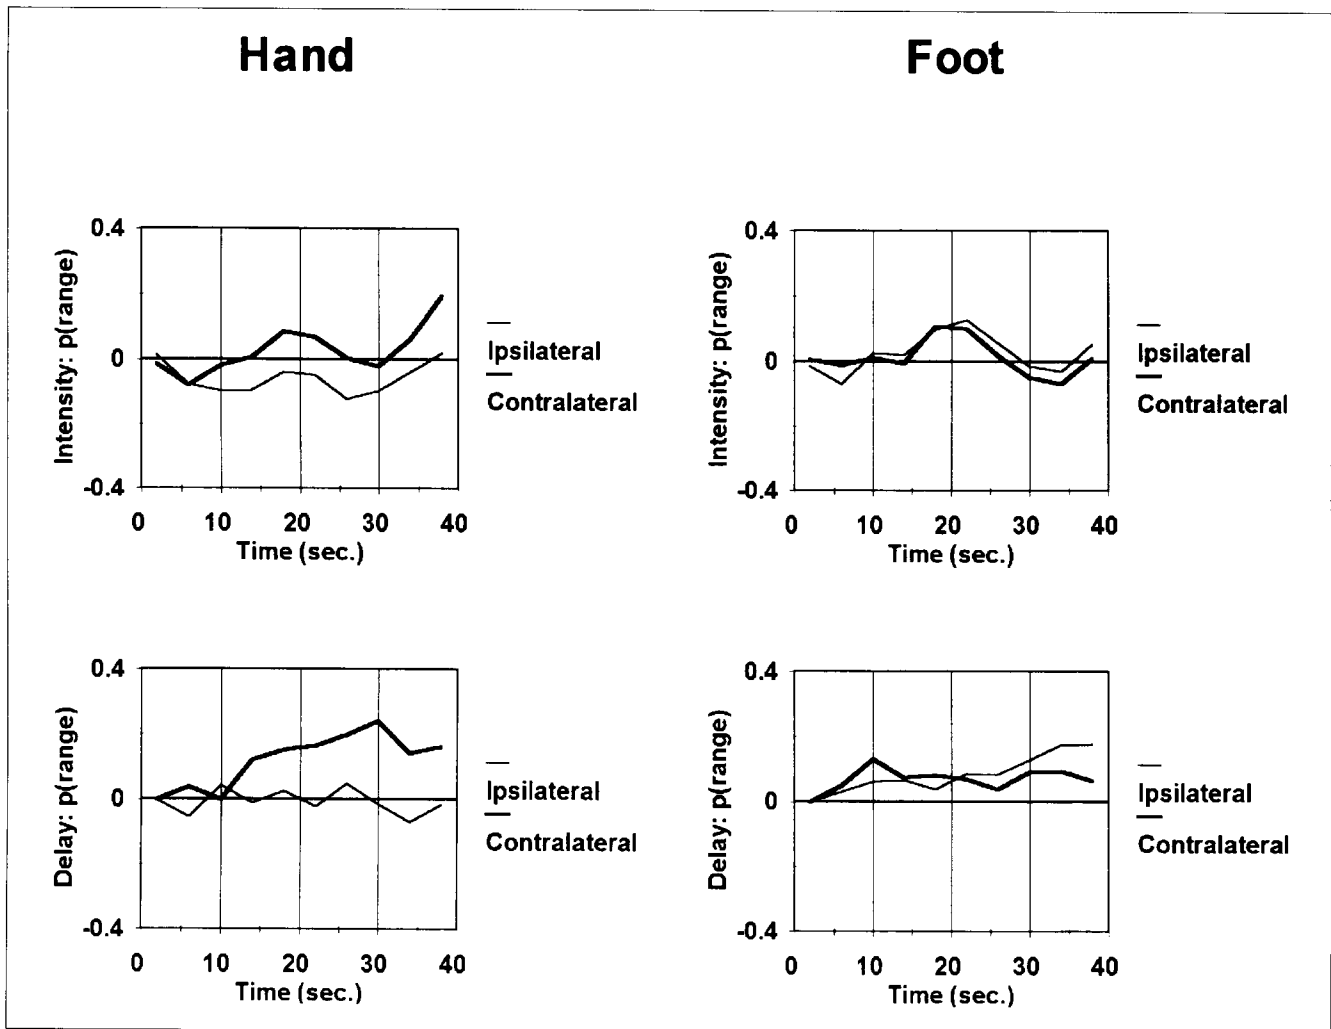 Hand
Foot
0.4
0
-0.4
Intensity: p(range)
0 10 20 30 40
Time (sec.)
Ipsilateral
Contralateral
0.4
0
-0.4
Intensity: p(range)
0 10 20 30 40
Time (sec.)
Ipsilateral
Contralateral
0.4
0
-0.4
Delay: p(range)
0 10 20 30 40
Time (sec.)
Ipsilateral
Contralateral
0.4
0
-0.4
Delay: p(range)
0 10 20 30 40
Time (sec.)
Ipsilateral
Contralateral